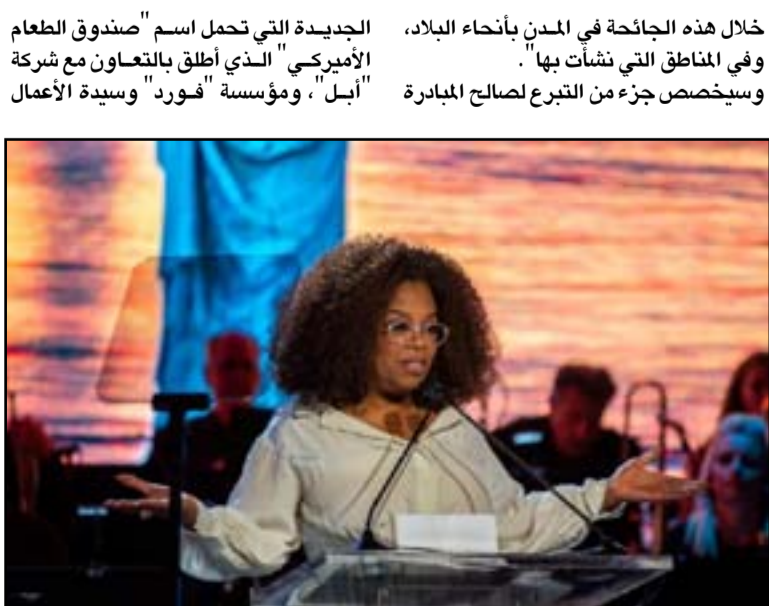 خلال هذه الجائحة في المدن بأنحاء البلاد،
وفي المناطق التي نشأت بها".
وسيخصص جزء من التبرع لصالح المبادرة
الجديدة التي تحمل اسم "صندوق الطعام
الأميركي" الذي أطلق بالتعاون مع شركة
"أبل"، ومؤسسة "فورد" وسيدة الأعمال